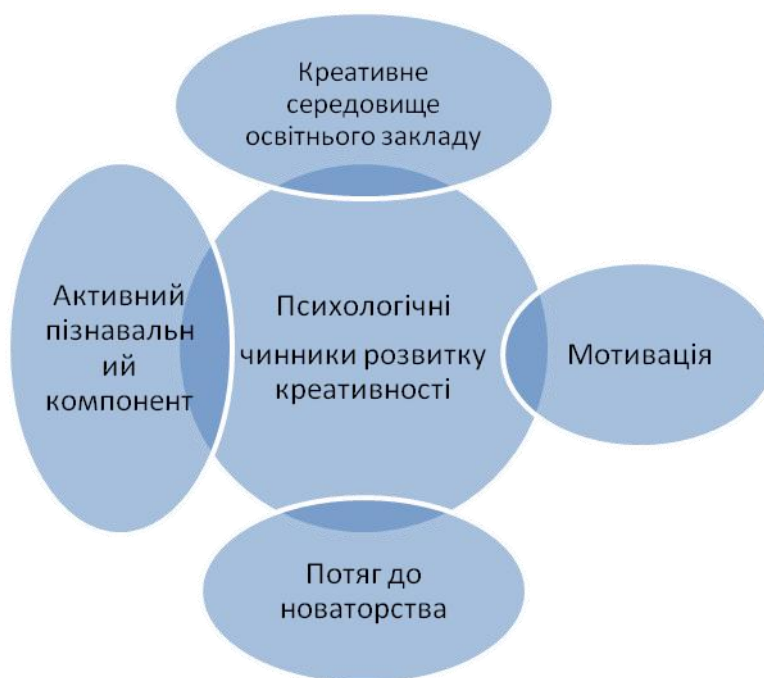 Креативне
середовище
освітнього закладу
Активний
пізнавальн
ий
компонент
Психологічні
чинники розвитку
креативності
Мотивація
Потяг до
новаторства